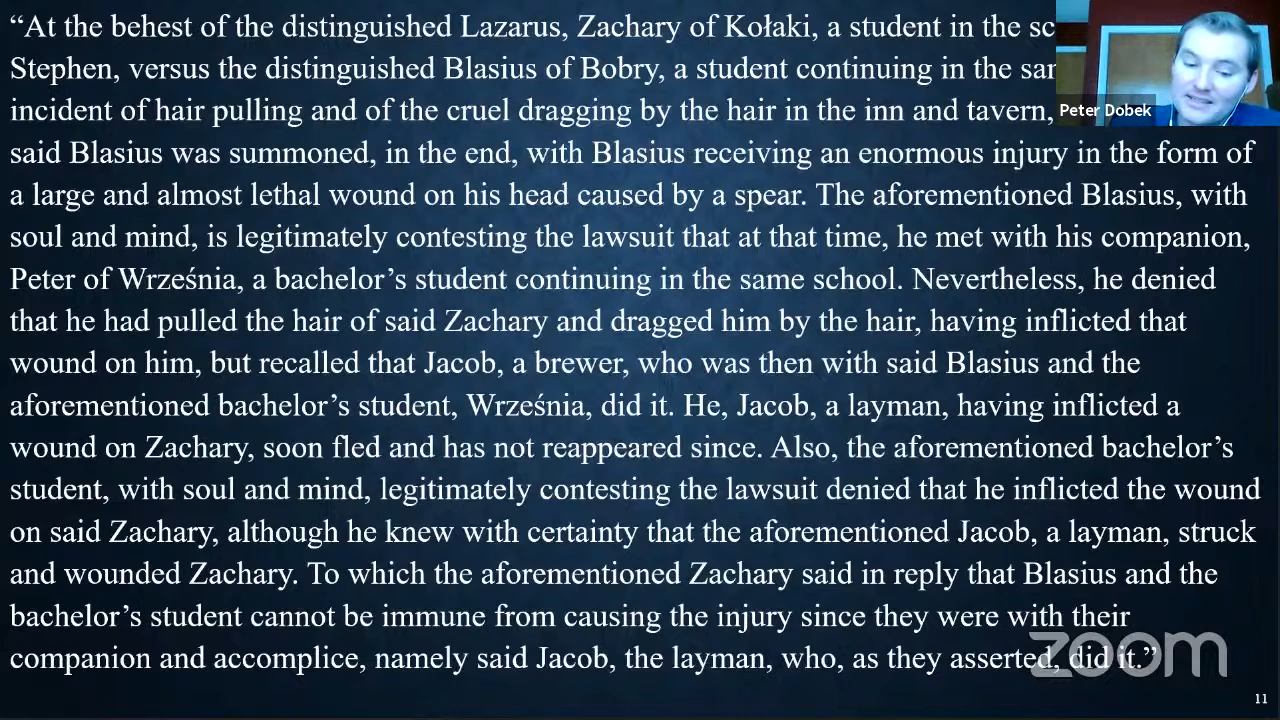 “At the behest of the distinguished Lazarus, Zachary of Kołaki, a student in the
Stephen, versus the distinguished Blasius of Bobry, a student continuing in the
incident of hair pulling and of the cruel dragging by the hair in the inn and tavern,
said Blasius was summoned, in the end, with Blasius receiving an enormous injury in the form of
a large and almost lethal wound on his head caused by a spear. The aforementioned Blasius, with
soul and mind, is legitimately contesting the lawsuit that at that time, he met with his companion,
Peter of Września, a bachelor’s student continuing in the same school. Nevertheless, he denied
that he had pulled the hair of said Zachary and dragged him by the hair, having inflicted that
wound on him, but recalled that Jacob, a brewer, who was then with said Blasius and the
aforementioned bachelor’s student, Września, did it. He, Jacob, a layman, having inflicted a
wound on Zachary, soon fled and has not reappeared since. Also, the aforementioned bachelor’s
student, with soul and mind, legitimately contesting the lawsuit denied that he inflicted the wound
on said Zachary, although he knew with certainty that the aforementioned Jacob, a layman, struck
and wounded Zachary. To which the aforementioned Zachary said in reply that Blasius and the
bachelor’s student cannot be immune from causing the injury since they were with their
companion and accomplice, namely said Jacob, the layman, who, as they asserted, did it.”
Peter Dobek
zoom
11